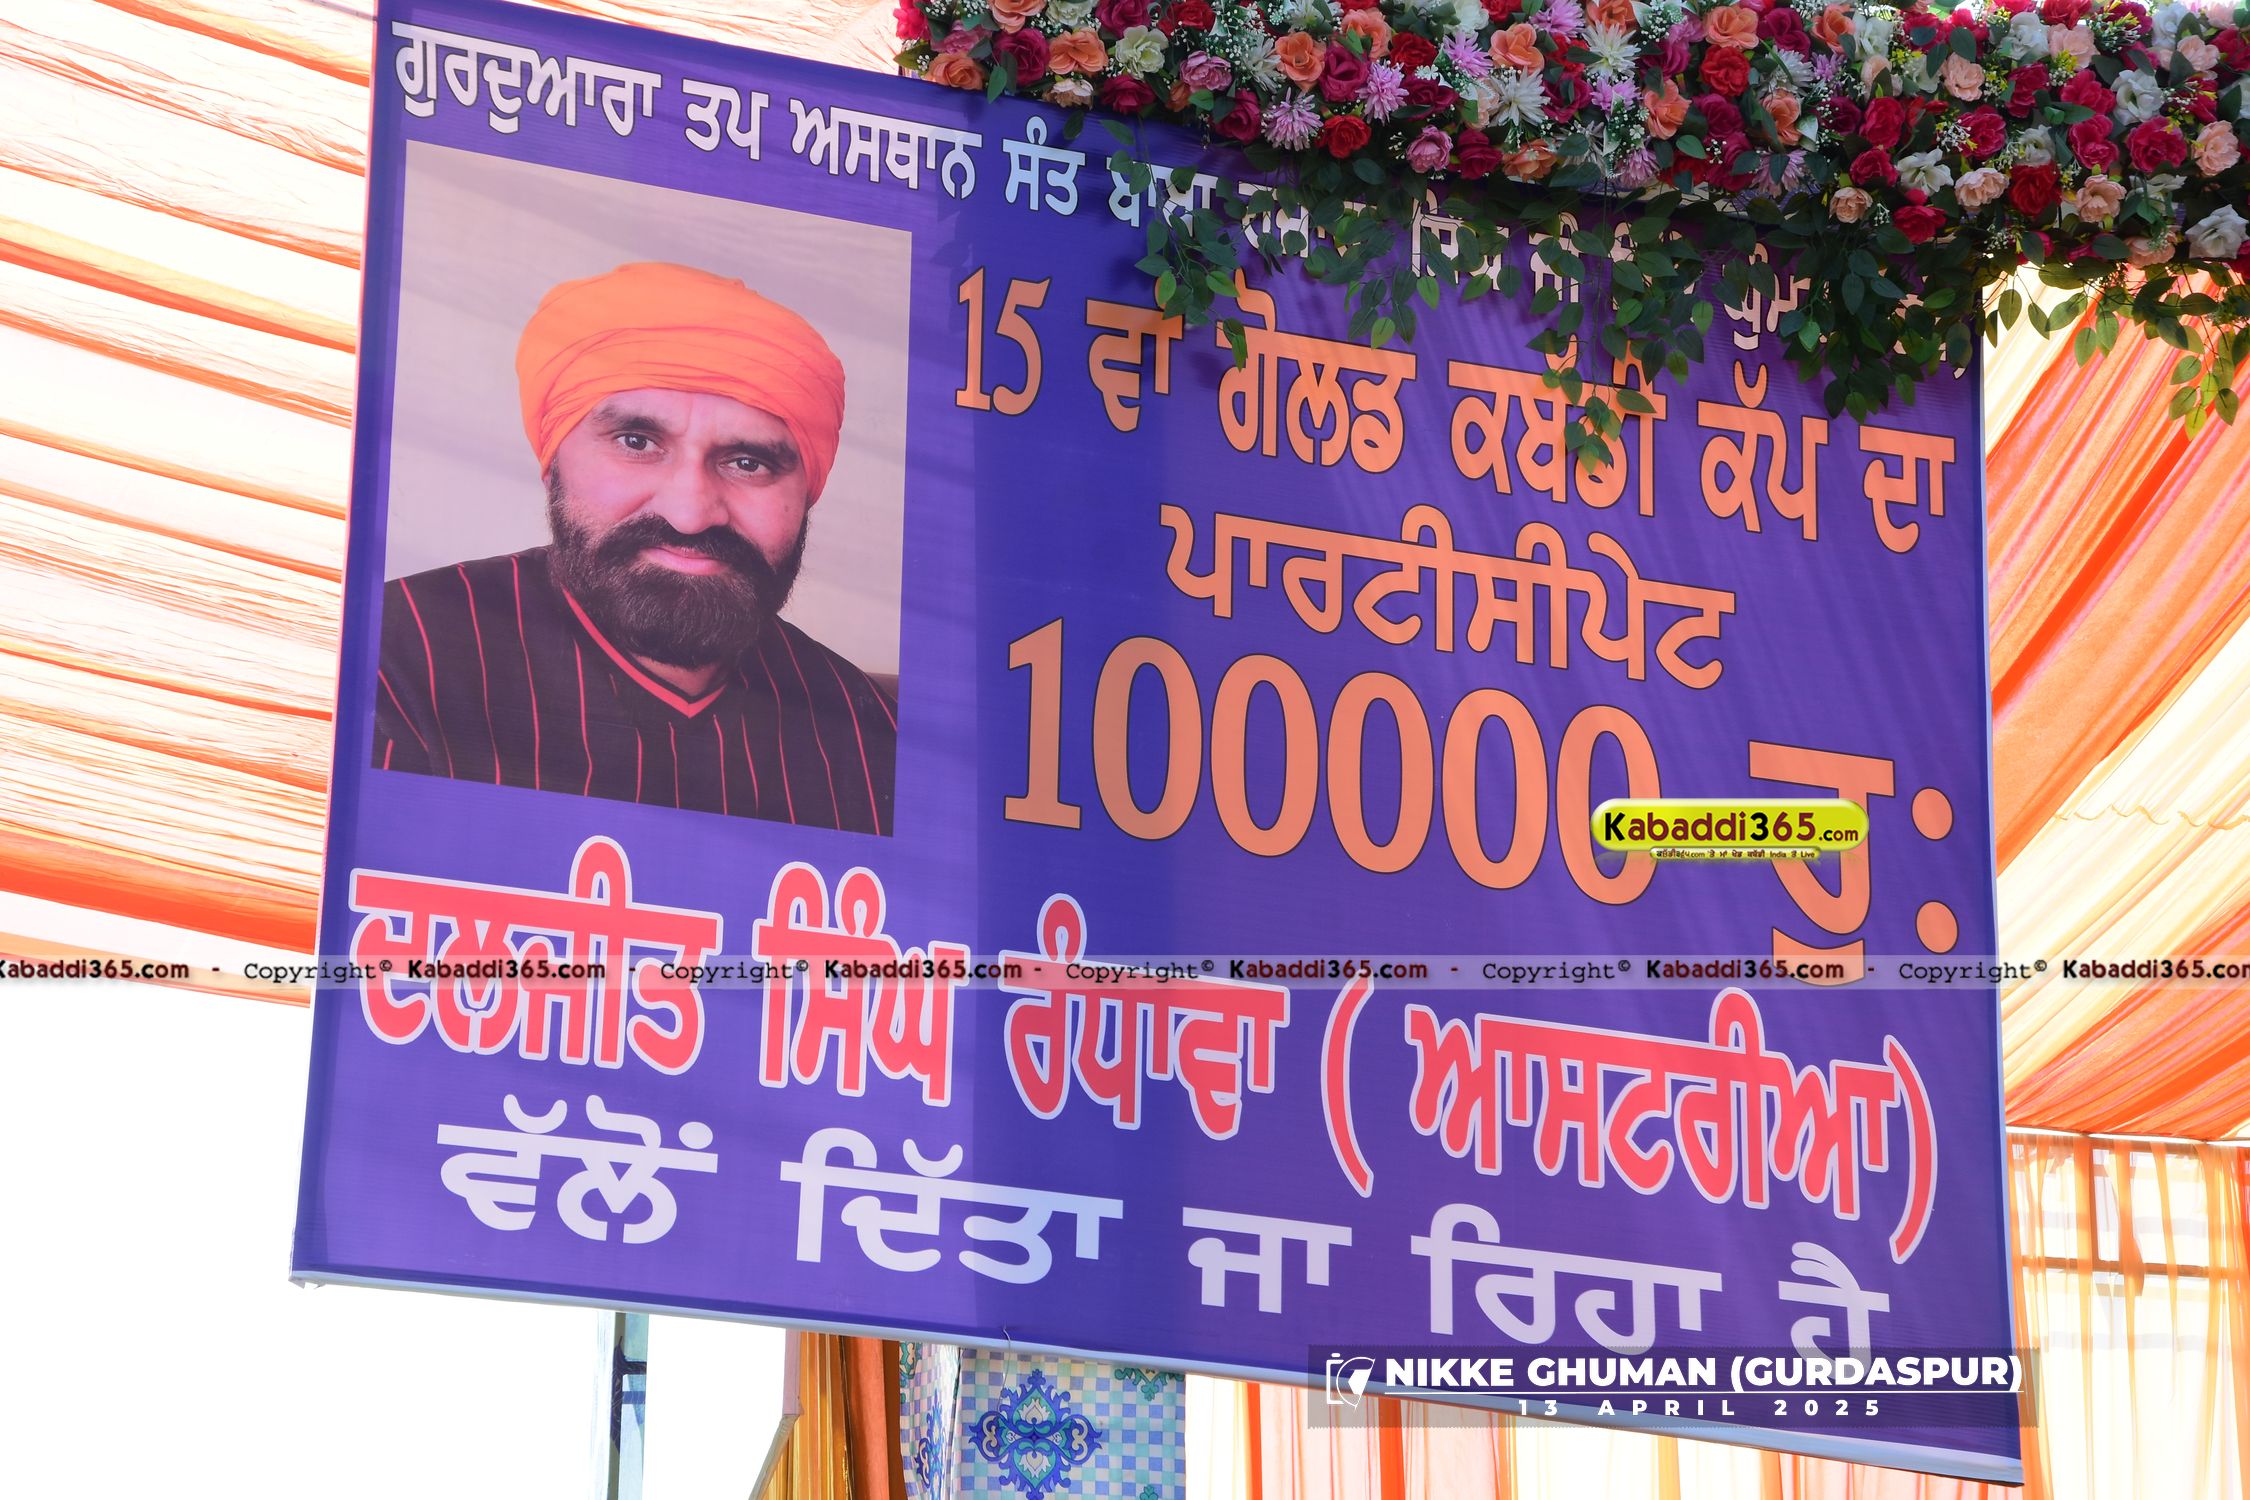 ਗੁਰਦੁਆਰਾ ਤਪ ਅਸਥਾਨ ਸੰਤ ਬਾਬਾ
15 ਵਾਂ ਗੋਲਡ ਕਬੱਡੀ ਕੱਪ ਦਾ
ਪਾਰਟੀਸੀਪੇਟ
100000 ਰੁ:
Kabaddi365.com
ਦਲਜੀਤ ਸਿੰਘ ਰੰਧਾਵਾ ( ਆਸਟਰੀਆ)
Kabaddi365.com - Copyright© Kabaddi365.com - Copyright© Kabaddi365.com - Copyright© Kabaddi365.com - Copyright© Kabaddi365.com - Copyright© Kabaddi365.com
ਵੱਲੋਂ ਦਿੱਤਾ ਜਾ ਰਿਹਾ ਹੈ
NIKKE GHUMAN (GURDASPUR)
13 APRIL 2025